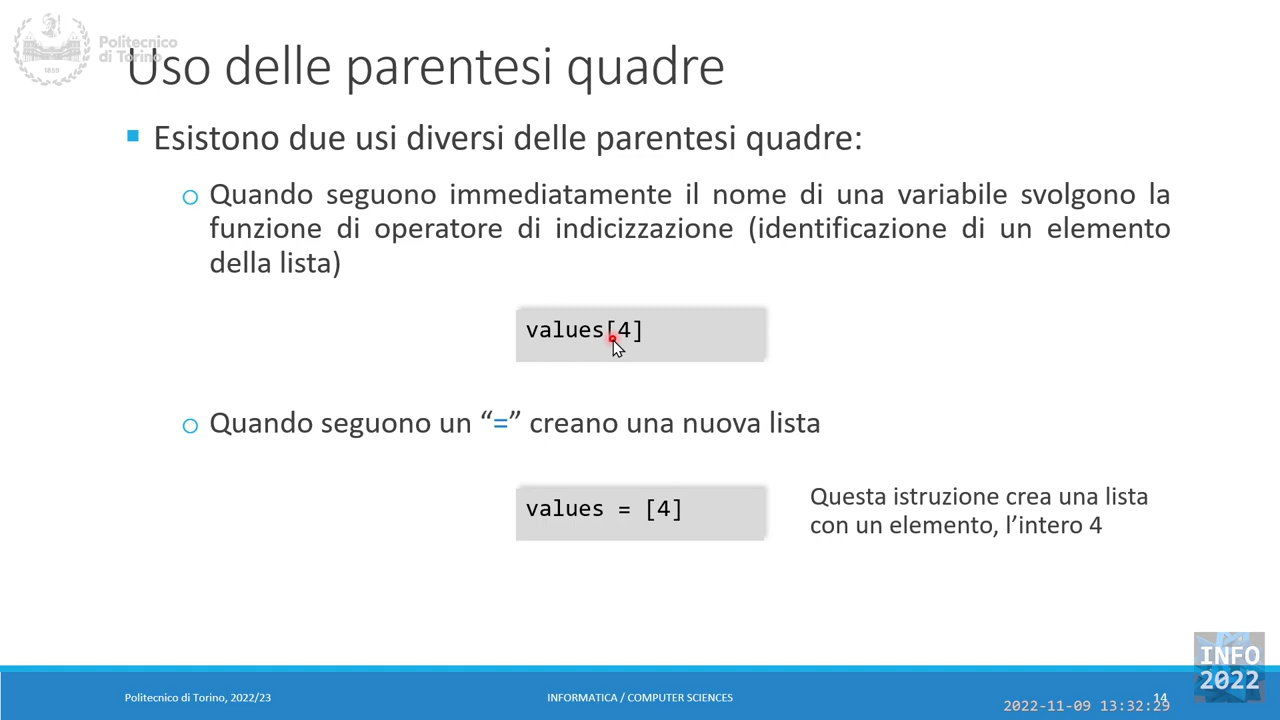 Politecnico
di Torino
1859
Uso delle parentesi quadre
Esistono due usi diversi delle parentesi quadre:
Quando seguono immediatamente il nome di una variabile svolgono la
funzione di operatore di indicizzazione (identificazione di un elemento
della lista)
values[4]
Quando seguono un “=” creano una nuova lista
values = [4]
Questa istruzione crea una lista
con un elemento, l’intero 4
Politecnico di Torino, 2022/23
INFORMATICA / COMPUTER SCIENCES
14
INFO
2022
2022-11-09 13:32:29